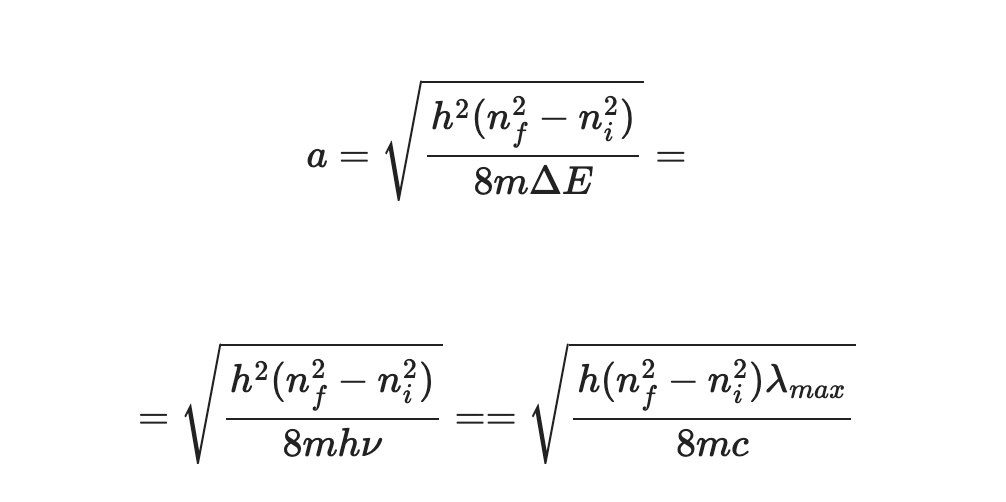 a = \sqrt{\frac{h^2(n_f^2 - n_i^2)}{8m\Delta E}} =
= \sqrt{\frac{h^2(n_f^2 - n_i^2)}{8mh\nu}} == \sqrt{\frac{h(n_f^2 - n_i^2)\lambda_{max}}{8mc}}